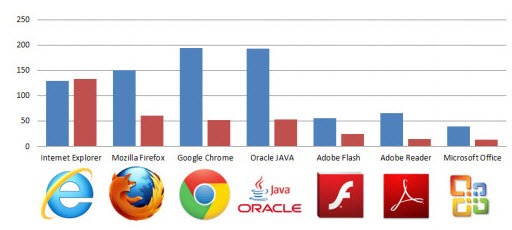 250
200
150
100
50
0
Internet Explorer Mozilla Firefox Google Chrome Oracle JAVA Adobe Flash Adobe Reader Microsoft Office
Java
ORACLE